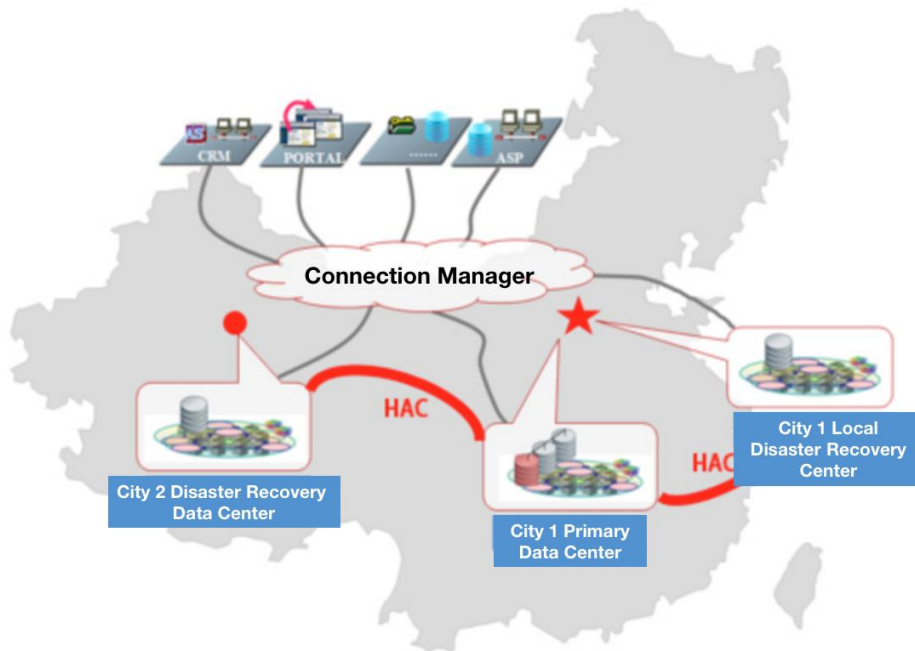 CRM
PORTAL
......
ASP
Connection Manager
HAC
HAC
City 1 Local
Disaster Recovery
Center
City 2 Disaster Recovery
Data Center
City 1 Primary
Data Center